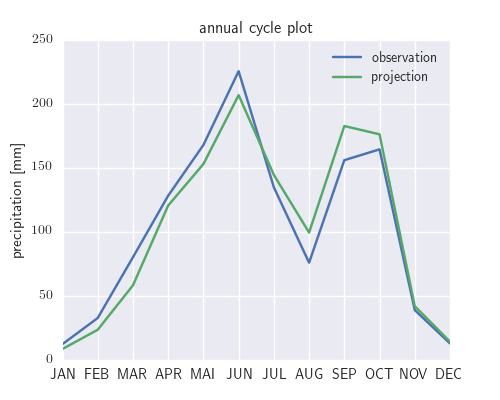 annual cycle plot
observation
projection
precipitation [mm]
250
200
150
100
50
0
JAN FEB MAR APR MAI JUN JUL AUG SEP OCT NOV DEC